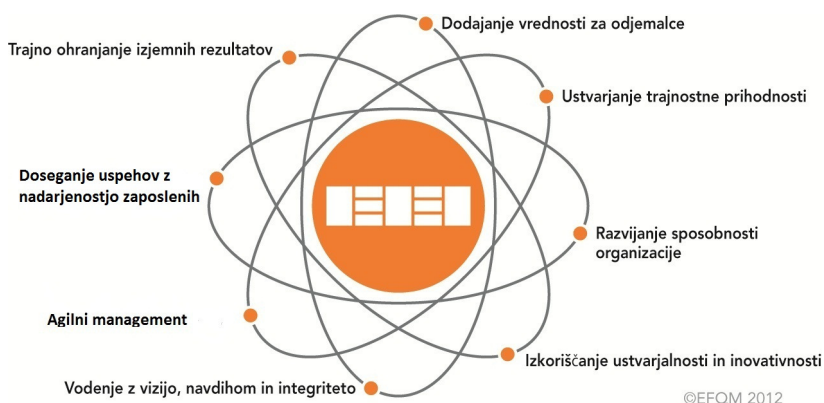 Dodajanje vrednosti za odjemalce
Trajno ohranjanje izjemnih rezultatov
Ustvarjanje trajnostne prihodnosti
Doseganje uspehov z
nadarjenostjo zaposlenih
Razvijanje sposobnosti
organizacije
Agilni management
Izkoriščanje ustvarjalnosti in inovativnosti
Vodenje z vizijo, navdihom in integriteto
©EFQM 2012